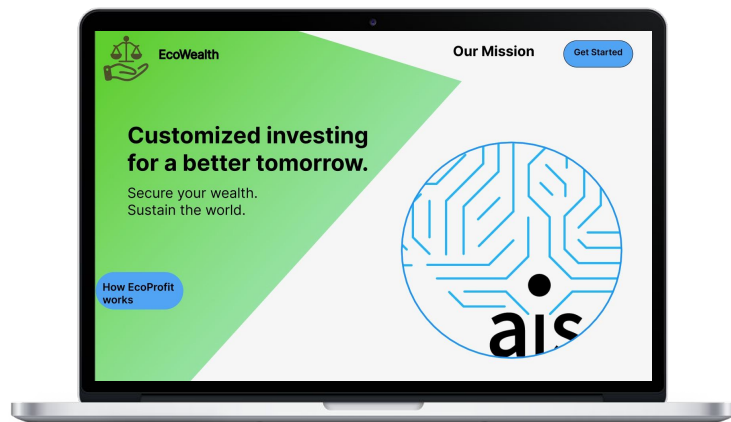 EcoWealth
Our Mission
Get Started
Customized investing
for a better tomorrow.
Secure your wealth.
Sustain the world.
How EcoProfit
works
ais